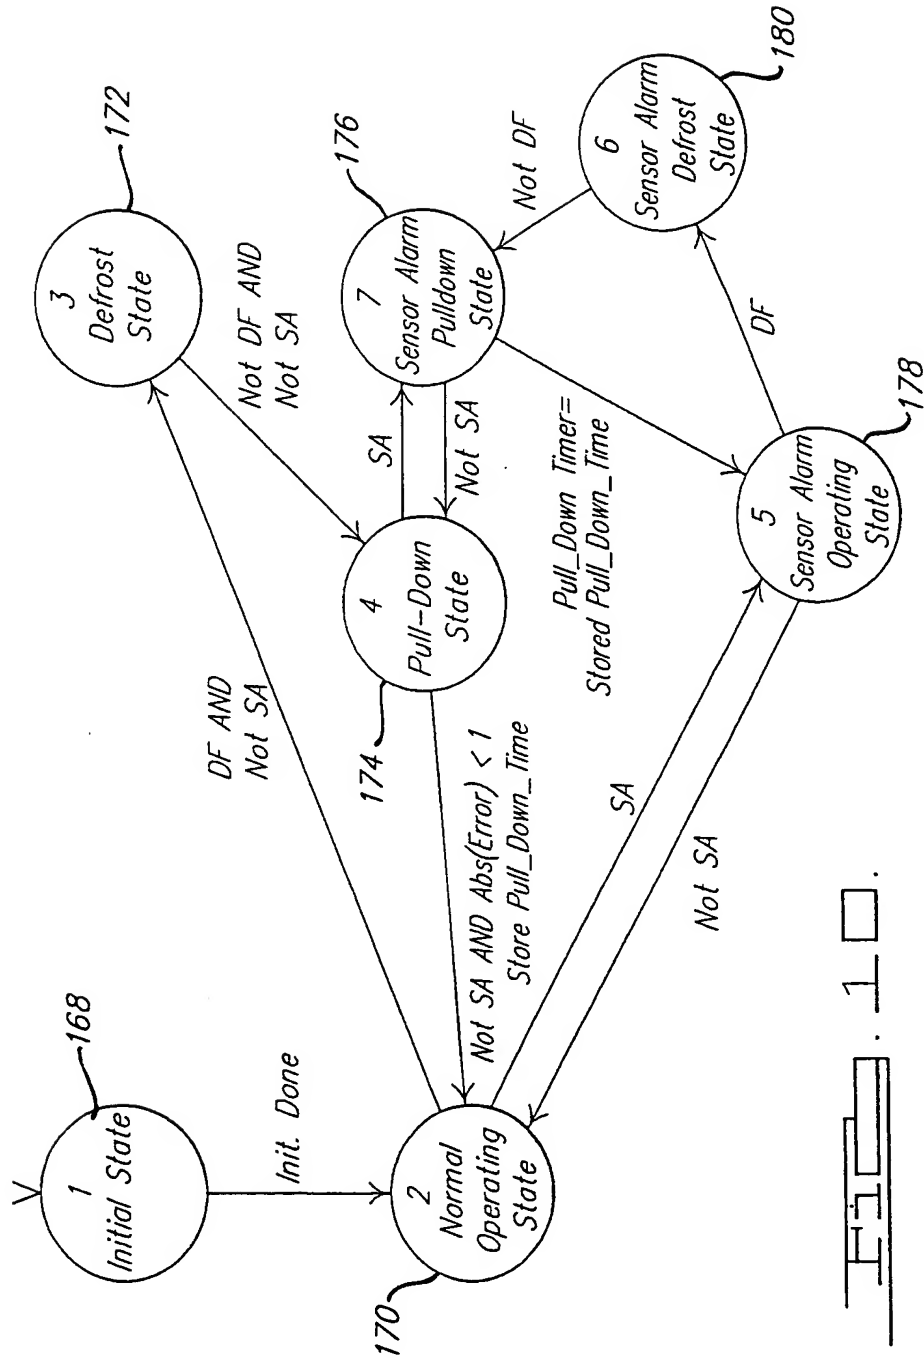 168
1
Initial State
Init. Done
170
2
Normal
Operating
State
DF AND
Not SA
172
3
Defrost
State
Not DF AND
Not SA
174
4
Pull-Down
State
SA
Not SA
176
7
Sensor Alarm
Pulldown
State
Not DF
180
6
Sensor Alarm
Defrost
State
Not SA AND Abs(Error) < 1
Store Pull_Down_Time
Pull_Down Timer=
Stored Pull_Down_Time
DF
178
5
Sensor Alarm
Operating
State
SA
Not SA
Fig. 10.